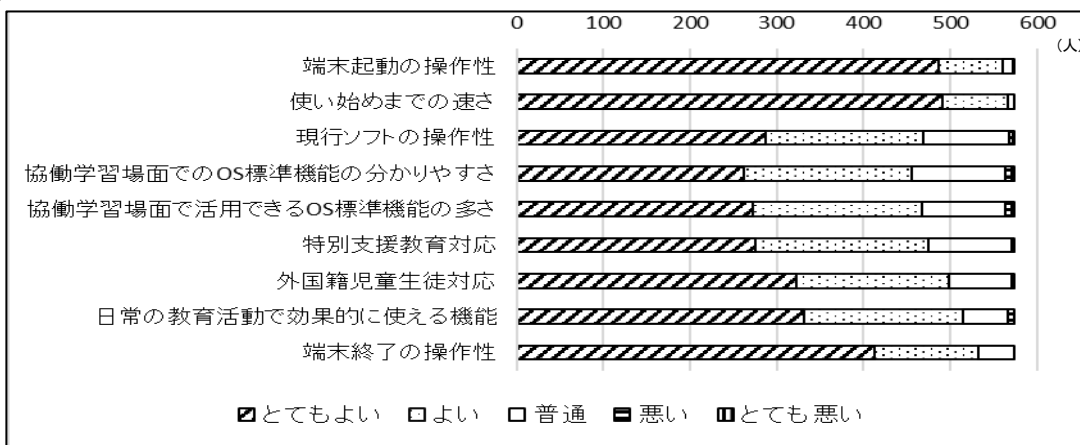 0 100 200 300 400 500 600
(人)
端末起動の操作性
使い始めまでの速さ
現行ソフトの操作性
協働学習場面でのOS標準機能の分かりやすさ
協働学習場面で活用できるOS標準機能の多さ
特別支援教育対応
外国籍児童生徒対応
日常の教育活動で効果的に使える機能
端末終了の操作性
とてもよい よい 普通 悪い とても悪い